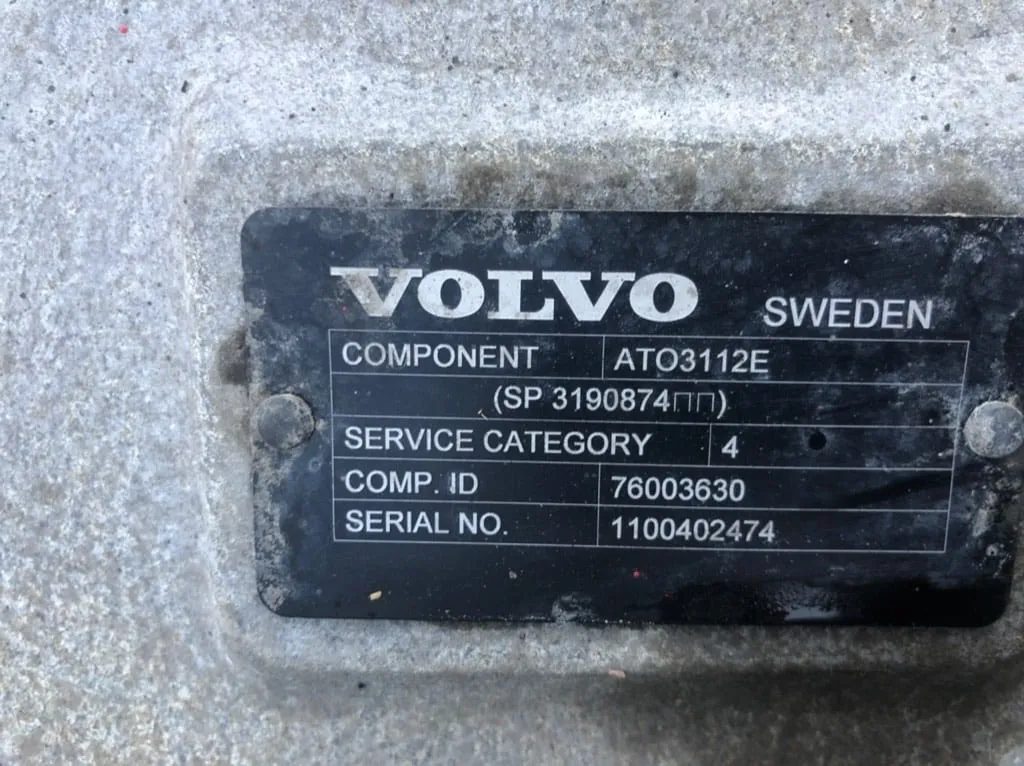 VOLVO SWEDEN
COMPONENT ATO3112E
(SP 3190874□□)
SERVICE CATEGORY 4
COMP. ID 76003630
SERIAL NO. 1100402474